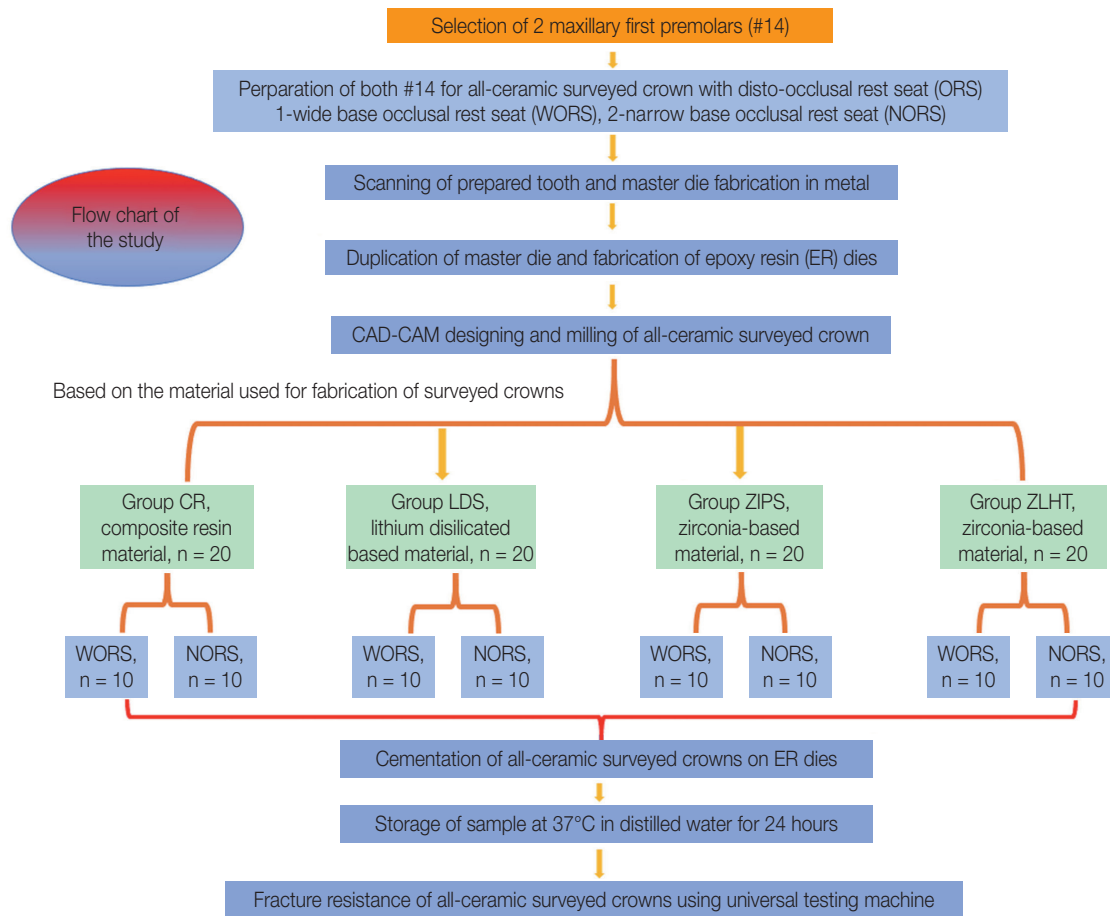 Selection of 2 maxillary first premolars (#14)
Perparation of both #14 for all-ceramic surveyed crown with disto-occlusal rest seat (ORS)
1-wide base occlusal rest seat (WORS), 2-narrow base occlusal rest seat (NORS)
Scanning of prepared tooth and master die fabrication in metal
Flow chart of
the study
Duplication of master die and fabrication of epoxy resin (ER) dies
CAD-CAM designing and milling of all-ceramic surveyed crown
Based on the material used for fabrication of surveyed crowns
Group CR,
composite resin
material, n = 20
Group LDS,
lithium disilicated
based material, n = 20
Group ZIPS,
zirconia-based
material, n = 20
Group ZLHT,
zirconia-based
material, n = 20
WORS,
n = 10
NORS,
n = 10
WORS,
n = 10
NORS,
n = 10
WORS,
n = 10
NORS,
n = 10
WORS,
n = 10
NORS,
n = 10
Cementation of all-ceramic surveyed crowns on ER dies
Storage of sample at 37°C in distilled water for 24 hours
Fracture resistance of all-ceramic surveyed crowns using universal testing machine